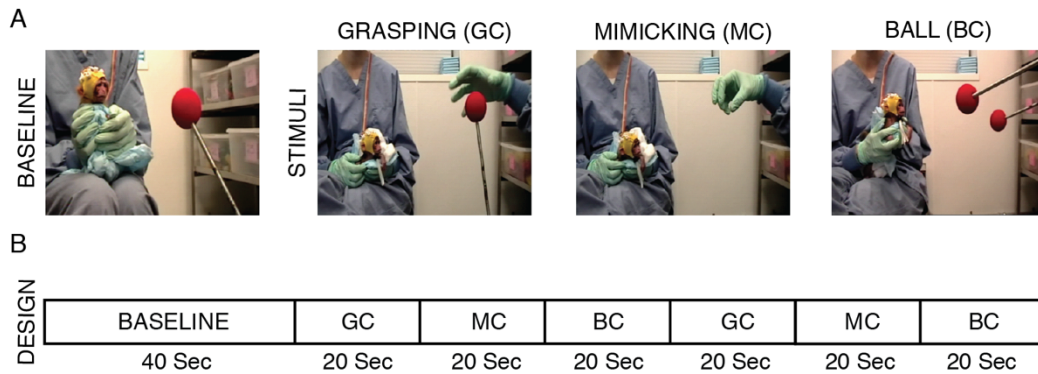 A
GRASPING (GC) MIMICKING (MC) BALL (BC)
BASELINE
STIMULI
B
DESIGN
BASELINE GC MC BC GC MC BC
40 Sec 20 Sec 20 Sec 20 Sec 20 Sec 20 Sec 20 Sec